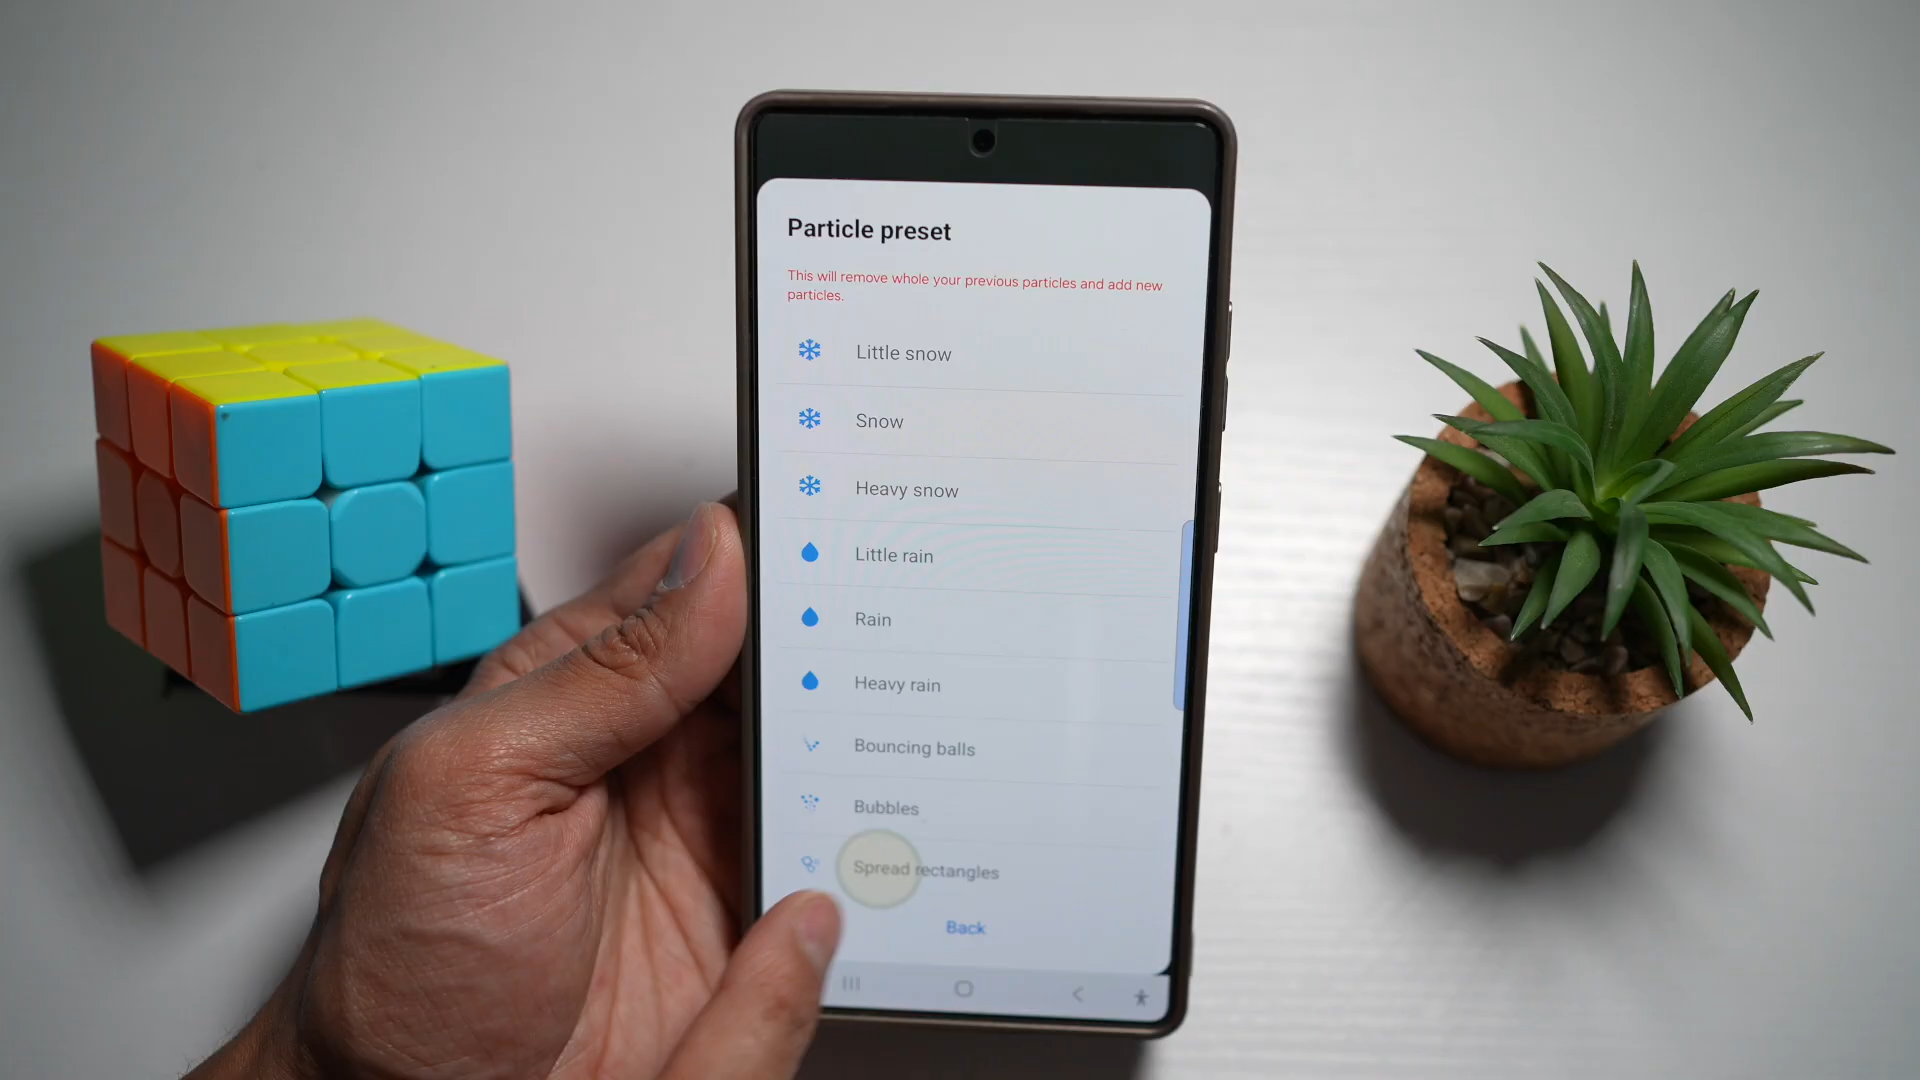 Particle preset
This will remove whole your previous particles and add new
particles.
Little snow
Snow
Heavy snow
Little rain
Rain
Heavy rain
Bouncing balls
Bubbles
Spread rectangles
Back